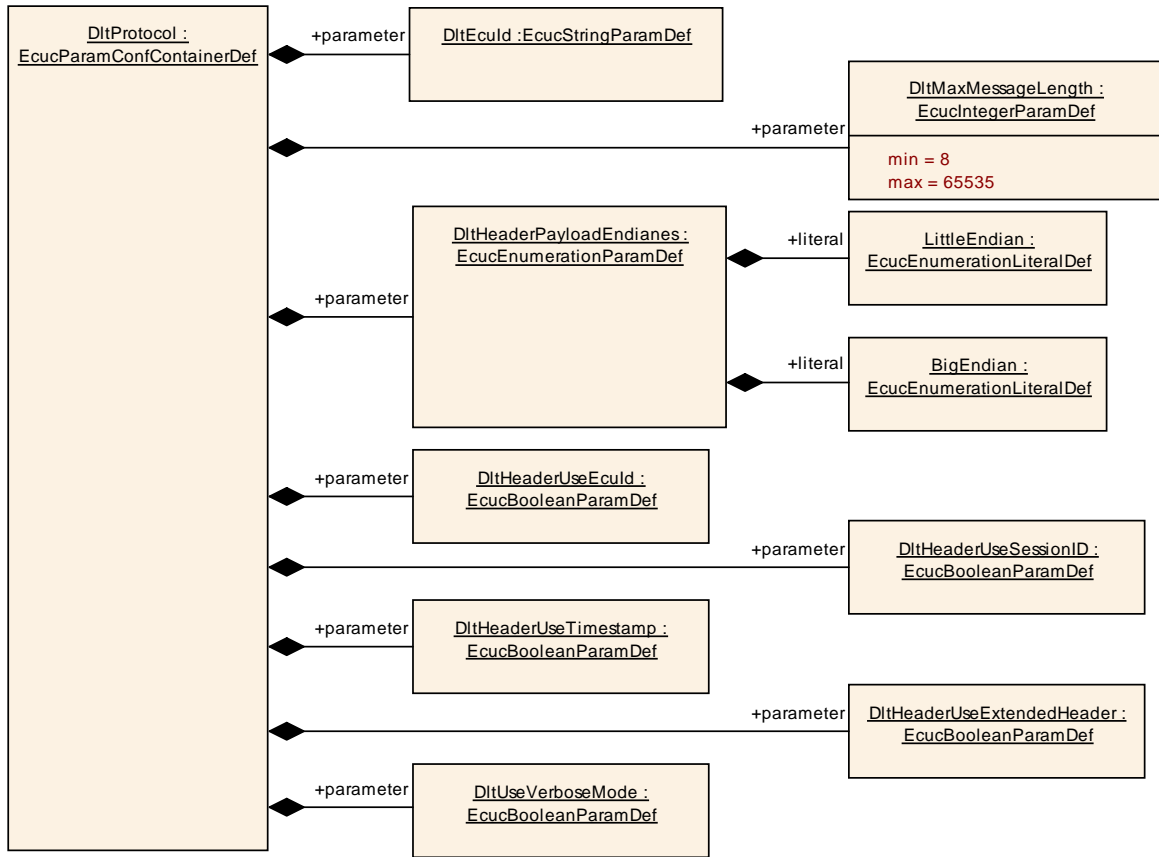 DltProtocol :
EcucParamConfContainerDef
+parameter
DltEcuId :EcucStringParamDef
+parameter
DltMaxMessageLength :
EcucIntegerParamDef
min = 8
max = 65535
+parameter
DltHeaderPayloadEndianes :
EcucEnumerationParamDef
+literal
LittleEndian :
EcucEnumerationLiteralDef
+literal
BigEndian :
EcucEnumerationLiteralDef
+parameter
DltHeaderUseEcuId :
EcucBooleanParamDef
+parameter
DltHeaderUseSessionID :
EcucBooleanParamDef
+parameter
DltHeaderUseTimestamp :
EcucBooleanParamDef
+parameter
DltHeaderUseExtendedHeader :
EcucBooleanParamDef
+parameter
DltUseVerboseMode :
EcucBooleanParamDef